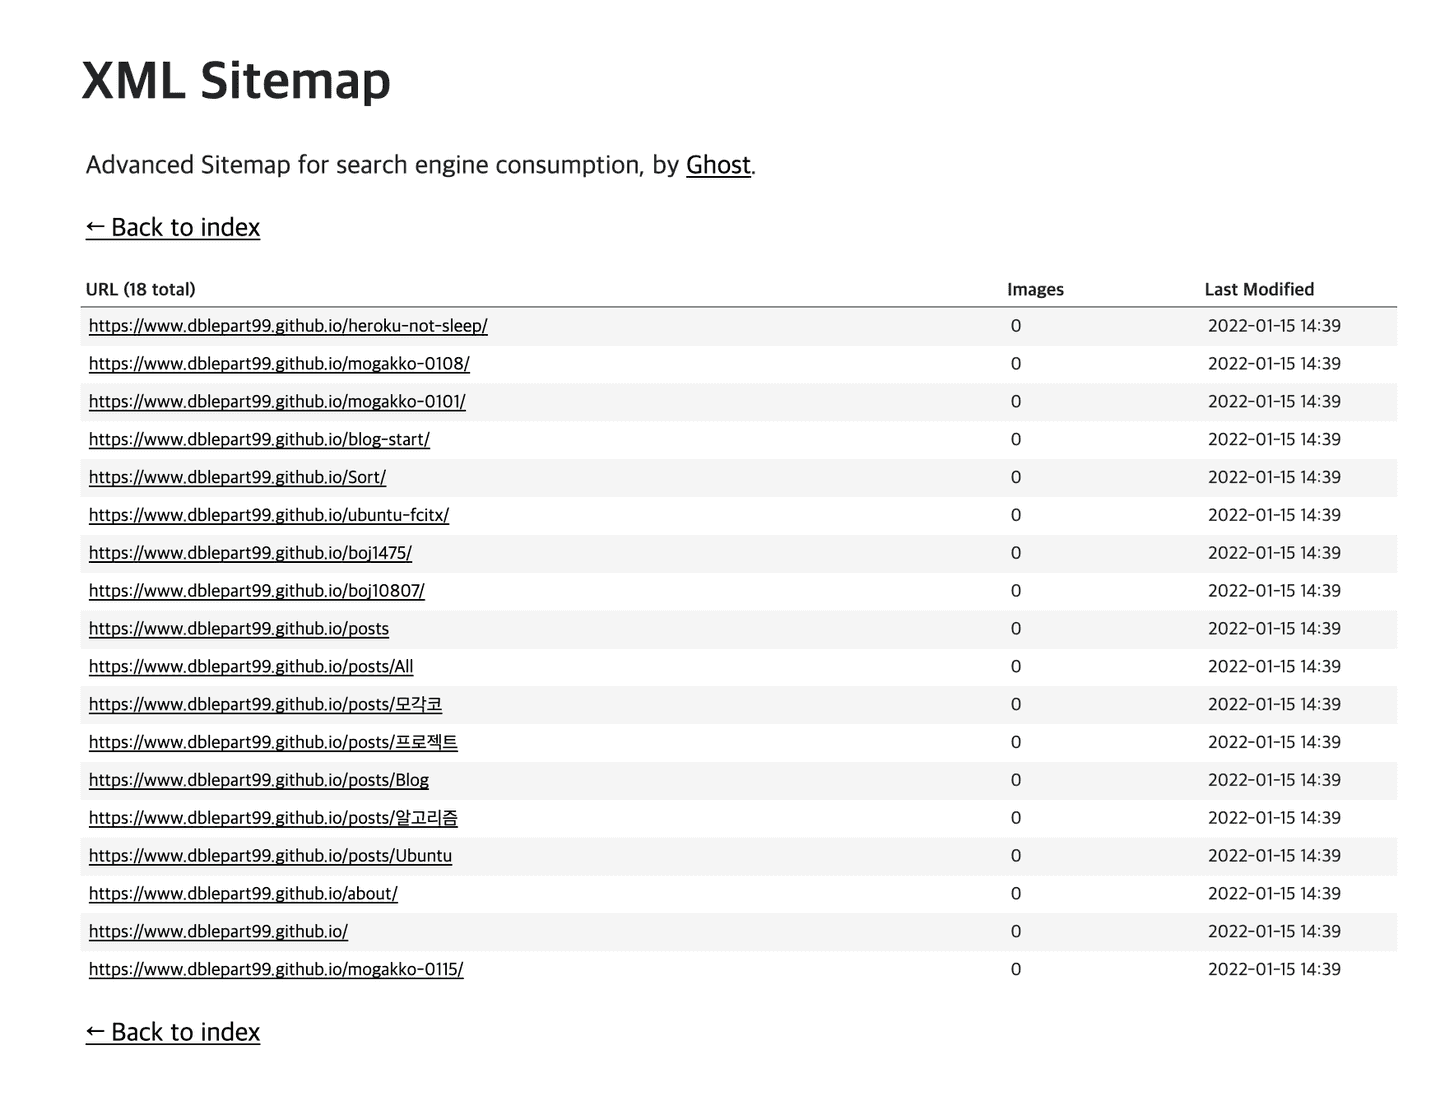 XML Sitemap
Advanced Sitemap for search engine consumption, by Ghost.
← Back to index
URL (18 total) Images Last Modified
https://www.dblepart99.github.io/heroku-not-sleep/ 0 2022-01-15 14:39
https://www.dblepart99.github.io/mogakko-0108/ 0 2022-01-15 14:39
https://www.dblepart99.github.io/mogakko-0101/ 0 2022-01-15 14:39
https://www.dblepart99.github.io/blog-start/ 0 2022-01-15 14:39
https://www.dblepart99.github.io/Sort/ 0 2022-01-15 14:39
https://www.dblepart99.github.io/ubuntu-fcitx/ 0 2022-01-15 14:39
https://www.dblepart99.github.io/boj1475/ 0 2022-01-15 14:39
https://www.dblepart99.github.io/boj10807/ 0 2022-01-15 14:39
https://www.dblepart99.github.io/posts 0 2022-01-15 14:39
https://www.dblepart99.github.io/posts/All 0 2022-01-15 14:39
https://www.dblepart99.github.io/posts/모각코 0 2022-01-15 14:39
https://www.dblepart99.github.io/posts/프로젝트 0 2022-01-15 14:39
https://www.dblepart99.github.io/posts/Blog 0 2022-01-15 14:39
https://www.dblepart99.github.io/posts/알고리즘 0 2022-01-15 14:39
https://www.dblepart99.github.io/posts/Ubuntu 0 2022-01-15 14:39
https://www.dblepart99.github.io/about/ 0 2022-01-15 14:39
https://www.dblepart99.github.io/ 0 2022-01-15 14:39
https://www.dblepart99.github.io/mogakko-0115/ 0 2022-01-15 14:39
← Back to index